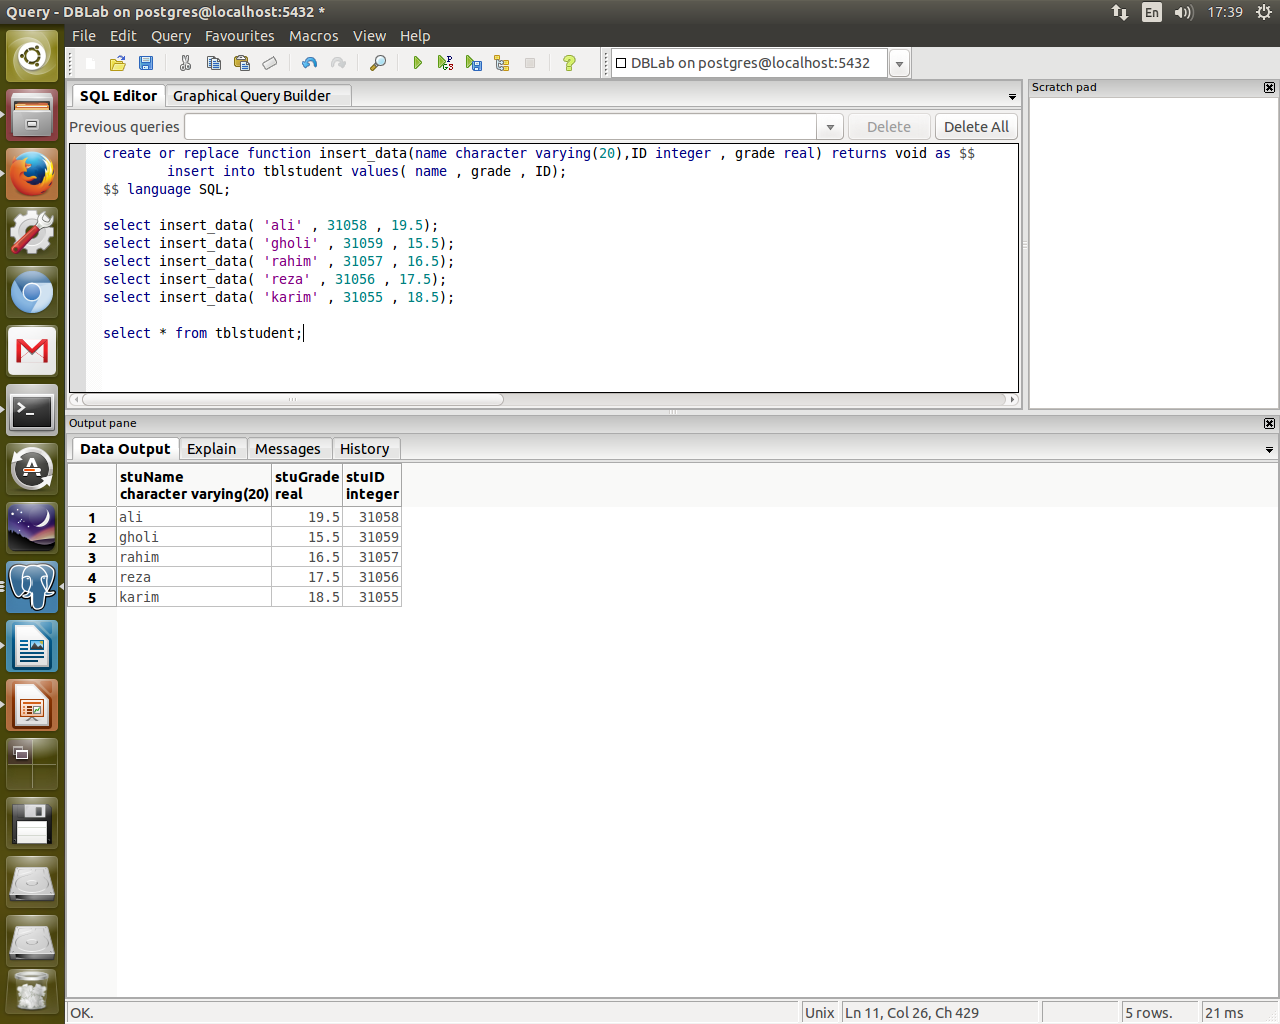 Query - DBLab on postgres@localhost:5432 *
En
17:39
File Edit Query Favourites Macros View Help
DBLab on postgres@localhost:5432
SQL Editor
Graphical Query Builder
Scratch pad
Previous queries
Delete
Delete All
create or replace function insert_data(name character varying(20),ID integer , grade real) returns void as $$
insert into tblstudent values( name , grade , ID);
$$ language SQL;
select insert_data( 'ali' , 31058 , 19.5);
select insert_data( 'gholi' , 31059 , 15.5);
select insert_data( 'rahim' , 31057 , 16.5);
select insert_data( 'reza' , 31056 , 17.5);
select insert_data( 'karim' , 31055 , 18.5);
select * from tblstudent;
Output pane
Data Output Explain Messages History
stuName stuGrade stuID
character varying(20) real integer
1 ali 19.5 31058
2 gholi 15.5 31059
3 rahim 16.5 31057
4 reza 17.5 31056
5 karim 18.5 31055
OK. Unix Ln 11, Col 26, Ch 429 5 rows. 21 ms